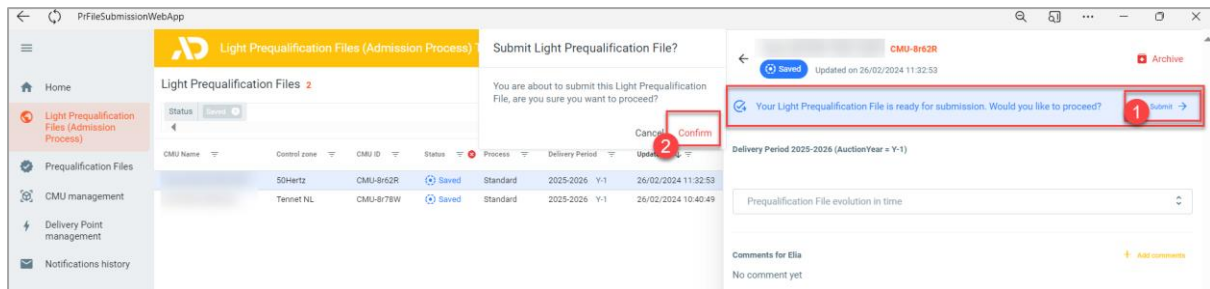 PrFileSubmissionWebApp
Home
Light Prequalification
Files (Admission
Process)
Prequalification Files
CMU management
Delivery Point
management
Notifications history
Light Prequalification Files (Admission Process)
Light Prequalification Files 2
Status Saved
CMU Name Control zone CMU ID Status Process Delivery Period
50Hertz CMU-8r62R Saved Standard 2025-2026 Y-1 26/02/2024 11:32:53
Tennet NL CMU-8r78W Saved Standard 2025-2026 Y-1 26/02/2024 10:40:49
Submit Light Prequalification File?
You are about to submit this Light Prequalification
File, are you sure you want to proceed?
Cancel Confirm
2
CMU-8r62R
Archive
Saved Updated on 26/02/2024 11:32:53
Your Light Prequalification File is ready for submission. Would you like to proceed? 1 Submit
Delivery Period 2025-2026 (AuctionYear = Y-1)
Prequalification File evolution in time
Comments for Elia + Add comments
No comment yet